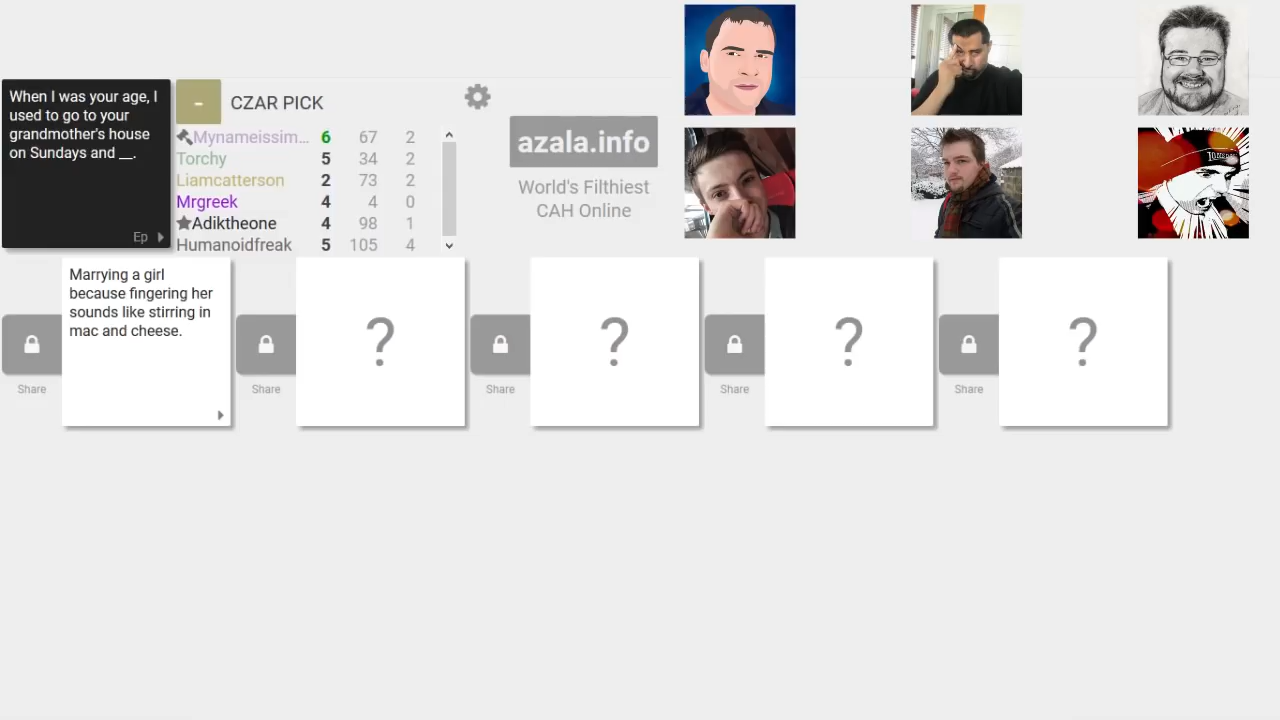 When I was your age, I
used to go to your
grandmother's house
on Sundays and __.
Ep
-
CZAR PICK
Mynameissim... 6 67 2
Torchy 5 34 2
Liamcatterson 2 73 2
Mrgreek 4 4 0
Adiktheone 4 98 1
Humanoidfreak 5 105 4
azala.info
World's Filthiest
CAH Online
Marrying a girl
because fingering her
sounds like stirring in
mac and cheese.
? ? ? ?
Share Share Share Share Share